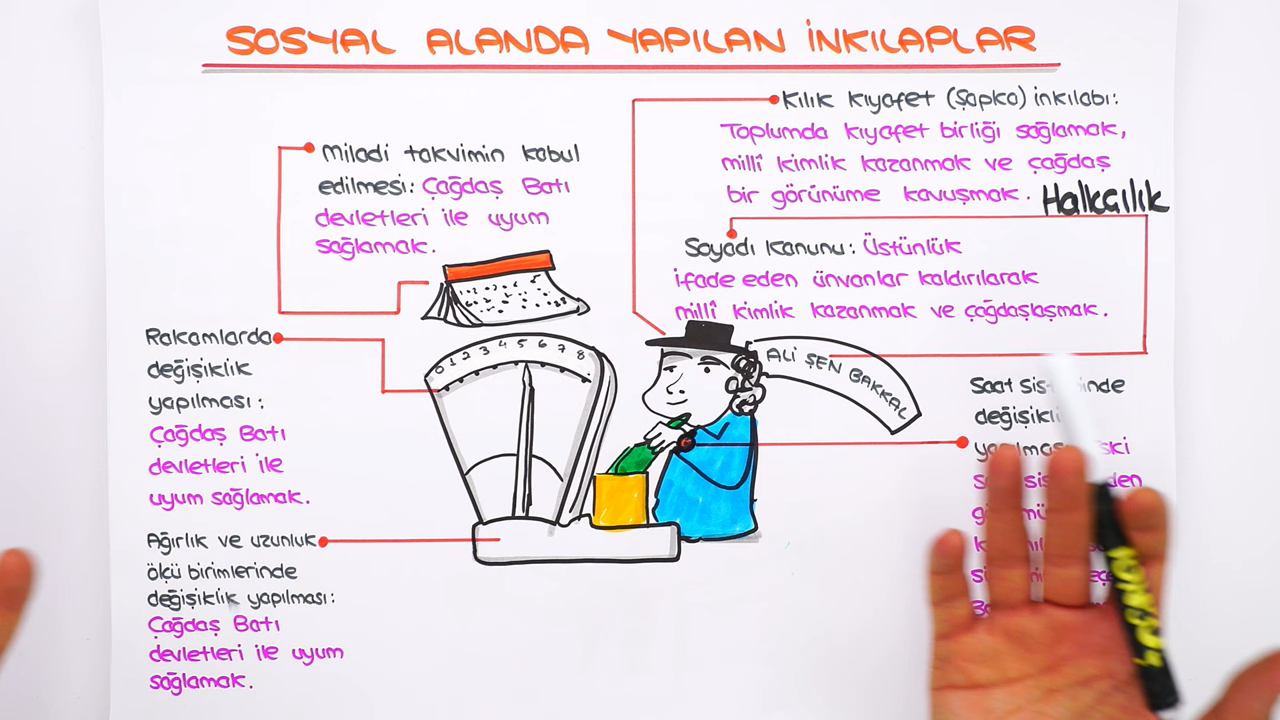 SOSYAL ALANDA YAPILAN İNKILAPLAR
Miladi takvimin kabul
edilmesi: Çağdaş Batı
devletleri ile uyum
sağlamak.
Kılık kıyafet (Şapka) inkılabı:
Toplumda kıyafet birliği sağlamak,
millî kimlik kazanmak ve çağdaş
bir görünüme kavuşmak.
Halkçılık
Soyadı Kanunu: Üstünlük
ifade eden ünvanlar kaldırılarak
millî kimlik kazanmak ve çağdaşlaşmak.
Rakamlarda
değişiklik
yapılması:
Çağdaş Batı
devletleri ile
uyum sağlamak.
0 1 2 3 4 5 6 7 8
ALİ ŞEN BAKKAL
Saat
Ağırlık ve uzunluk
ölçü birimlerinde
değişiklik yapılması:
Çağdaş Batı
devletleri ile uyum
sağlamak.